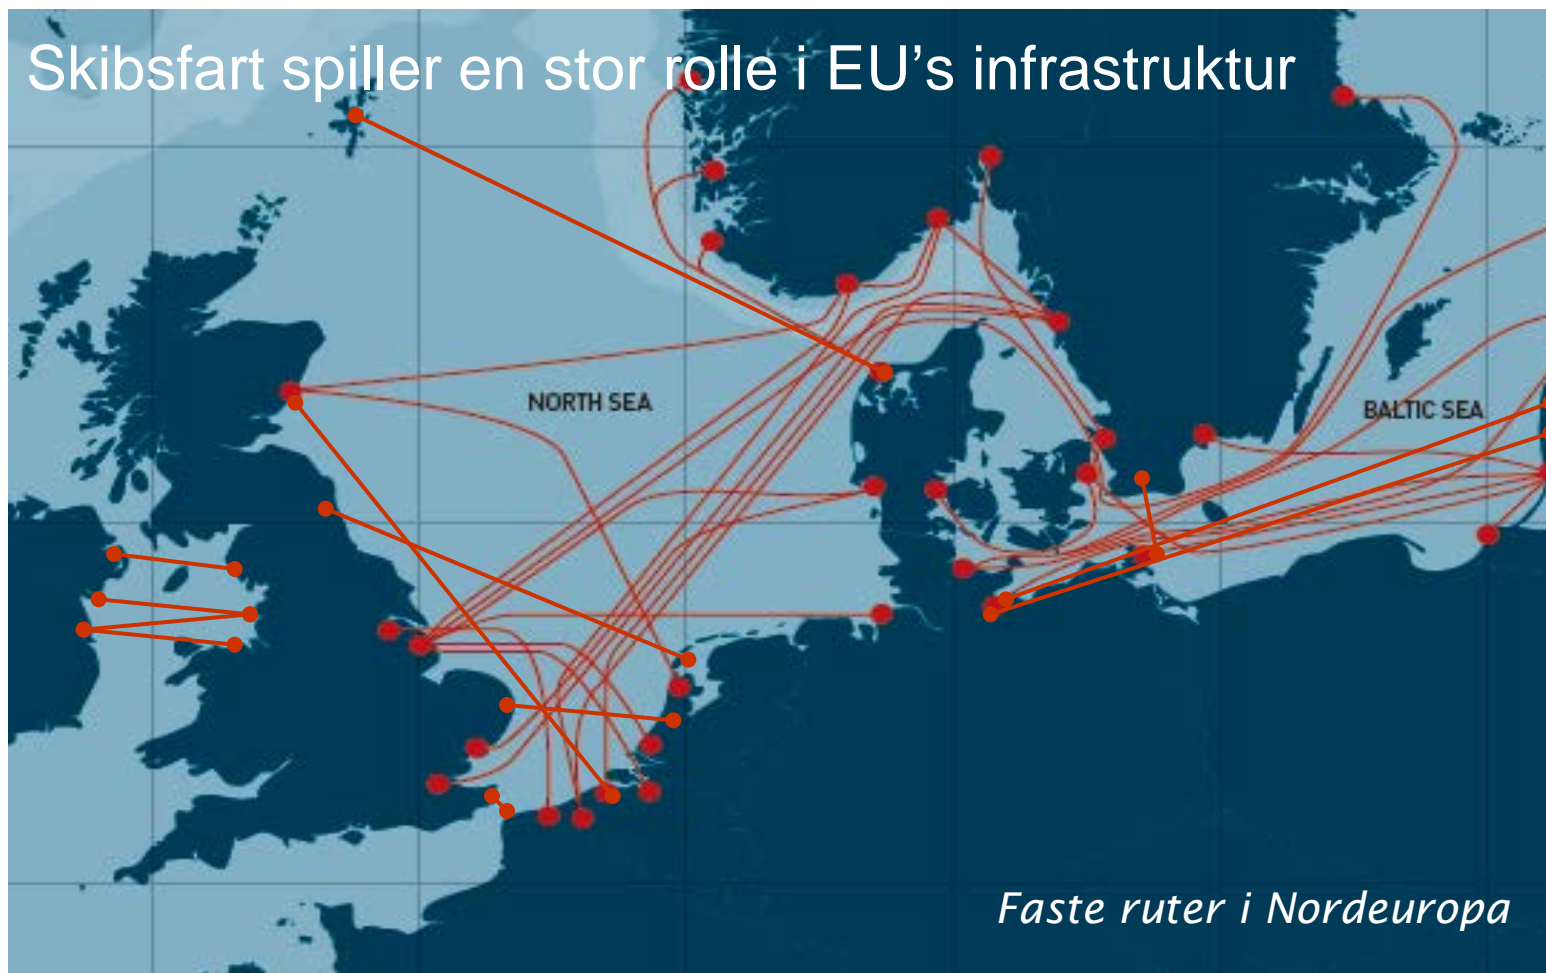 Skibsfart spiller en stor rolle i EU’s infrastruktur
NORTH SEA
BALTIC SEA
Faste ruter i Nordeuropa